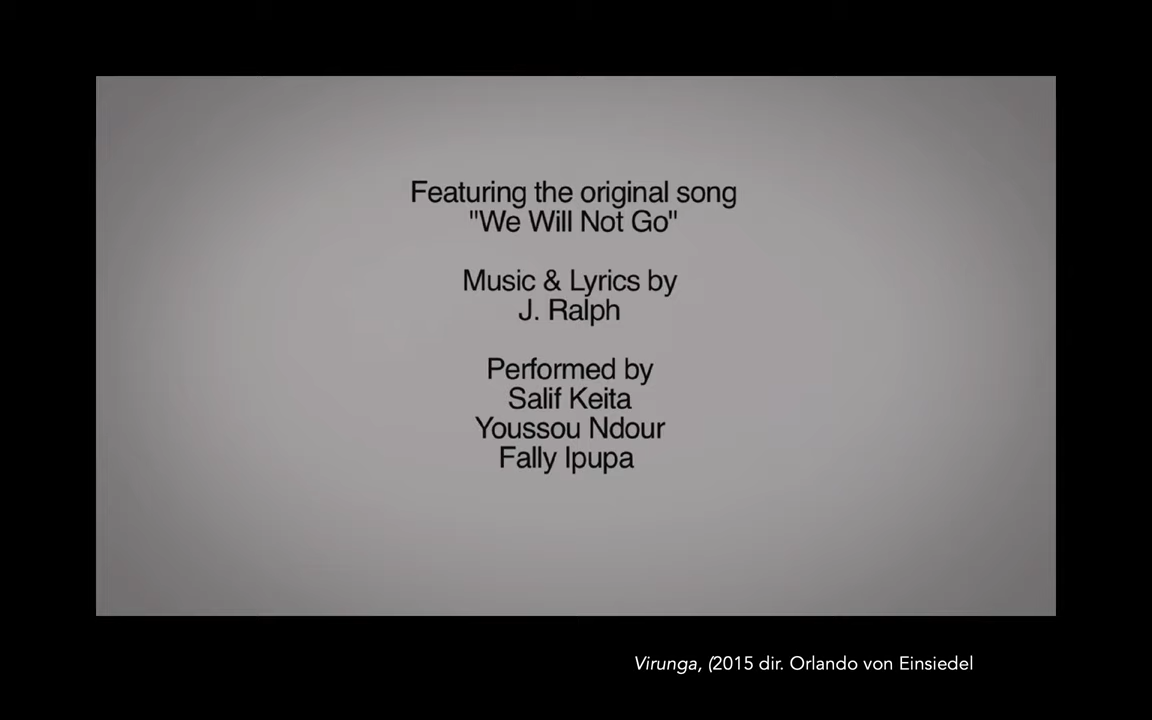 Featuring the original song
"We Will Not Go"
Music & Lyrics by
J. Ralph
Performed by
Salif Keita
Youssou Ndour
Fally Ipupa
Virunga, (2015 dir. Orlando von Einsiedel